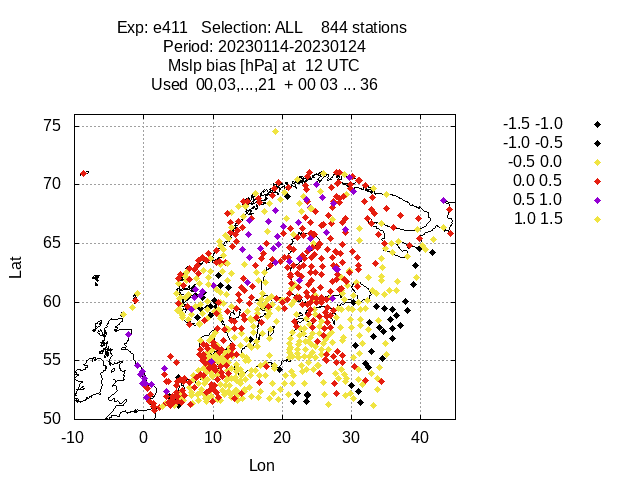 Exp: e411 Selection: ALL 844 stations
Period: 20230114-20230124
Mslp bias [hPa] at 12 UTC
Used 00,03,...,21 + 00 03 ... 36
-1.5 -1.0
-1.0 -0.5
-0.5 0.0
0.0 0.5
0.5 1.0
1.0 1.5
75
70
65
60
55
50
Lat
-10 0 10 20 30 40
Lon